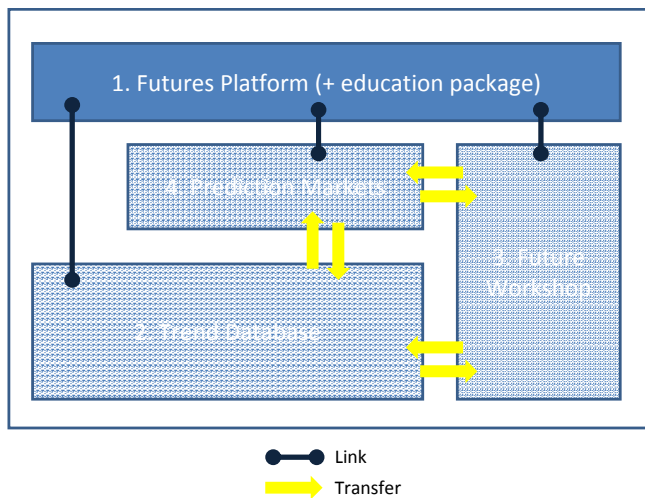 1. Futures Platform (+ education package)
4. Prediction Markets
3. Future
Workshop
2. Trend Database
Link
Transfer